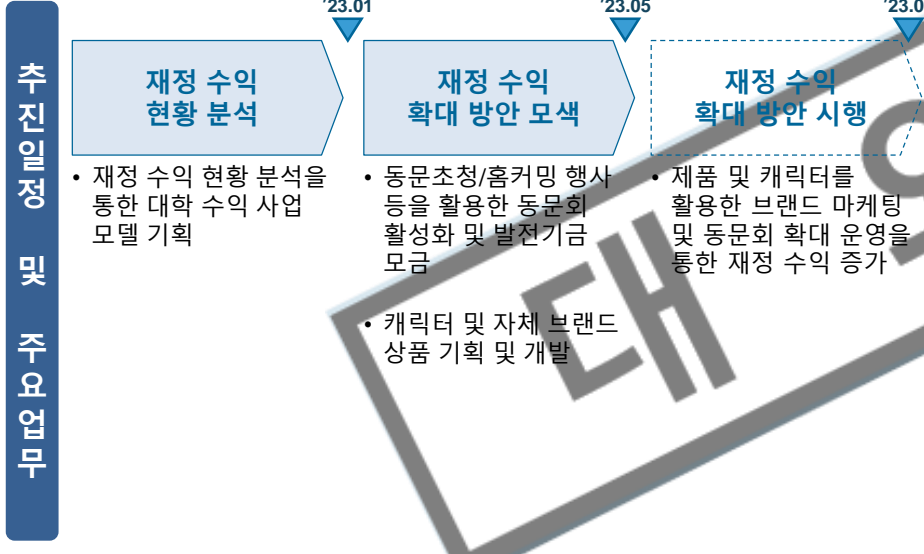 '23.01
'23.05
'23.0
추진일정 및 주요업무
재정 수익
현황 분석
재정 수익
확대 방안 모색
재정 수익
확대 방안 시행
• 재정 수익 현황 분석을
통한 대학 수익 사업
모델 기획
• 동문초청/홈커밍 행사
등을 활용한 동문회
활성화 및 발전기금
모금
• 캐릭터 및 자체 브랜드
상품 기획 및 개발
• 제품 및 캐릭터를
활용한 브랜드 마케팅
및 동문회 확대 운영을
통한 재정 수익 증가
대